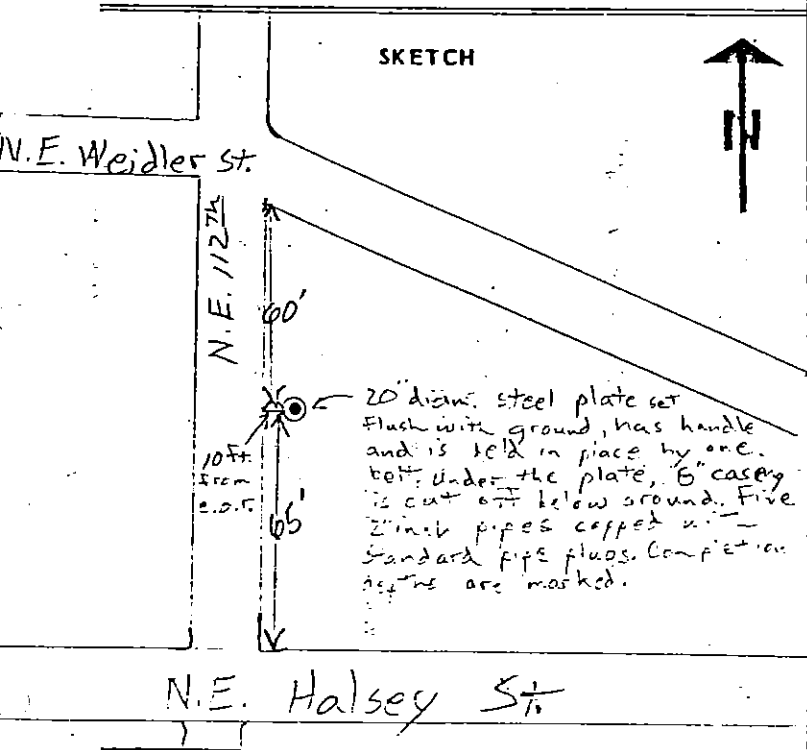 SKETCH
N
N.E. Weidler St.
N.E. 112TH
60'
20" diam. steel plate set
Flush with ground, has handle
and is held in place by one
bolt. Under the plate, 6" casing
is cut off below ground. Five
2 inch pipes capped with
standard pipe plugs. Completion
depths are marked.
10 ft.
from
e.o.r.
65'
N.E. Halsey St.